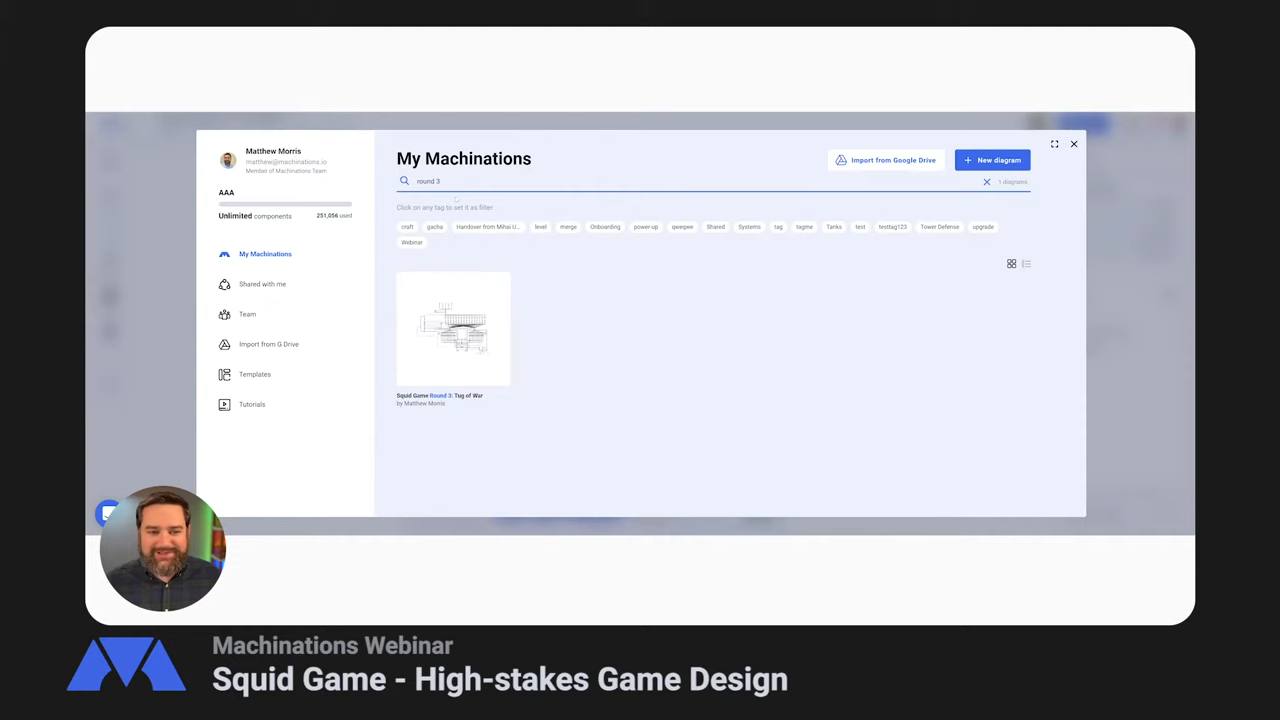 Matthew Morris
matthew@machinations.io
Member of Machinations Team
AAA
Unlimited components 251,056 used
My Machinations
Shared with me
Team
Import from G Drive
Templates
Tutorials
My Machinations
Import from Google Drive
+ New diagram
round 3
1 diagrams
Click on any tag to set it as filter
craft gacha Handover from Mihai U... level merge Onboarding power-up qweqwe Shared Systems tag tagme Tanks test testtag123 Tower Defense upgrade
Webinar
Squid Game Round 3: Tug of War
by Matthew Morris
Machinations Webinar
Squid Game - High-stakes Game Design